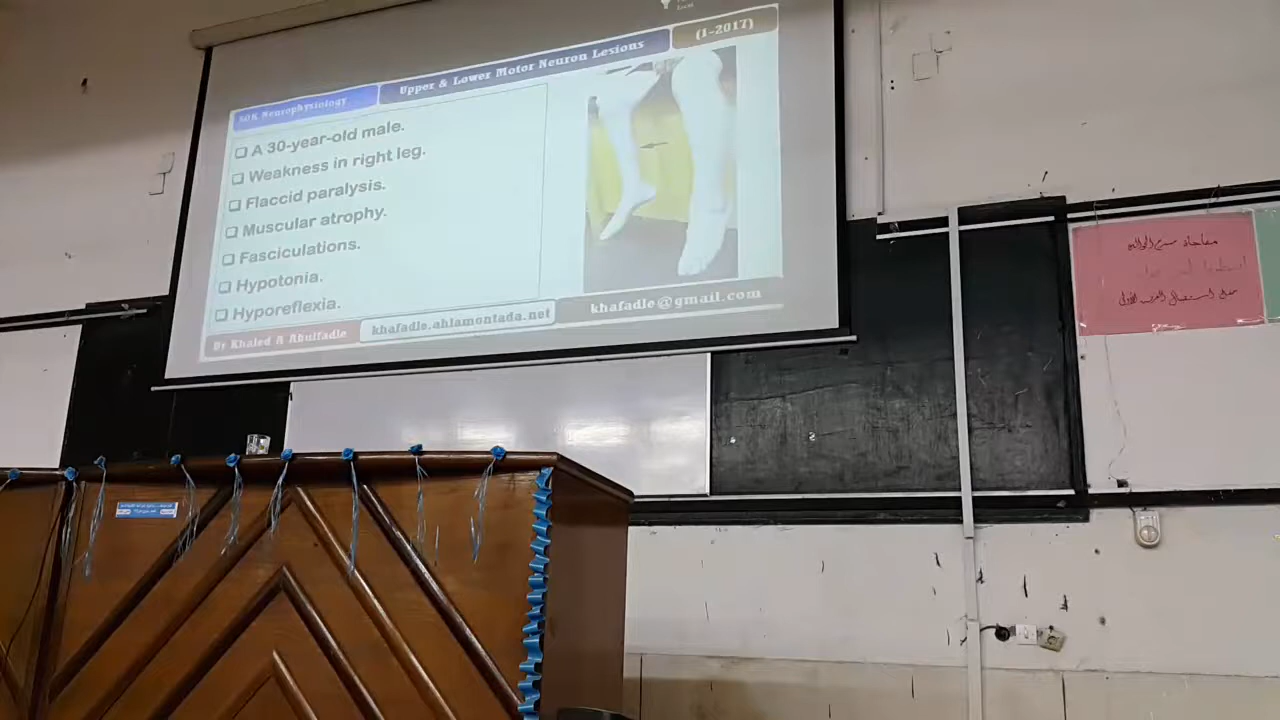 SOK Neurophysiology
Upper & Lower Motor Neuron Lesions
(1-2017)
❑ A 30-year-old male.
❑ Weakness in right leg.
❑ Flaccid paralysis.
❑ Muscular atrophy.
❑ Fasciculations.
❑ Hypotonia.
❑ Hyporeflexia.
By Khaled A Abulfadle
khafadle.ahlamontada.net
khafadle@gmail.com